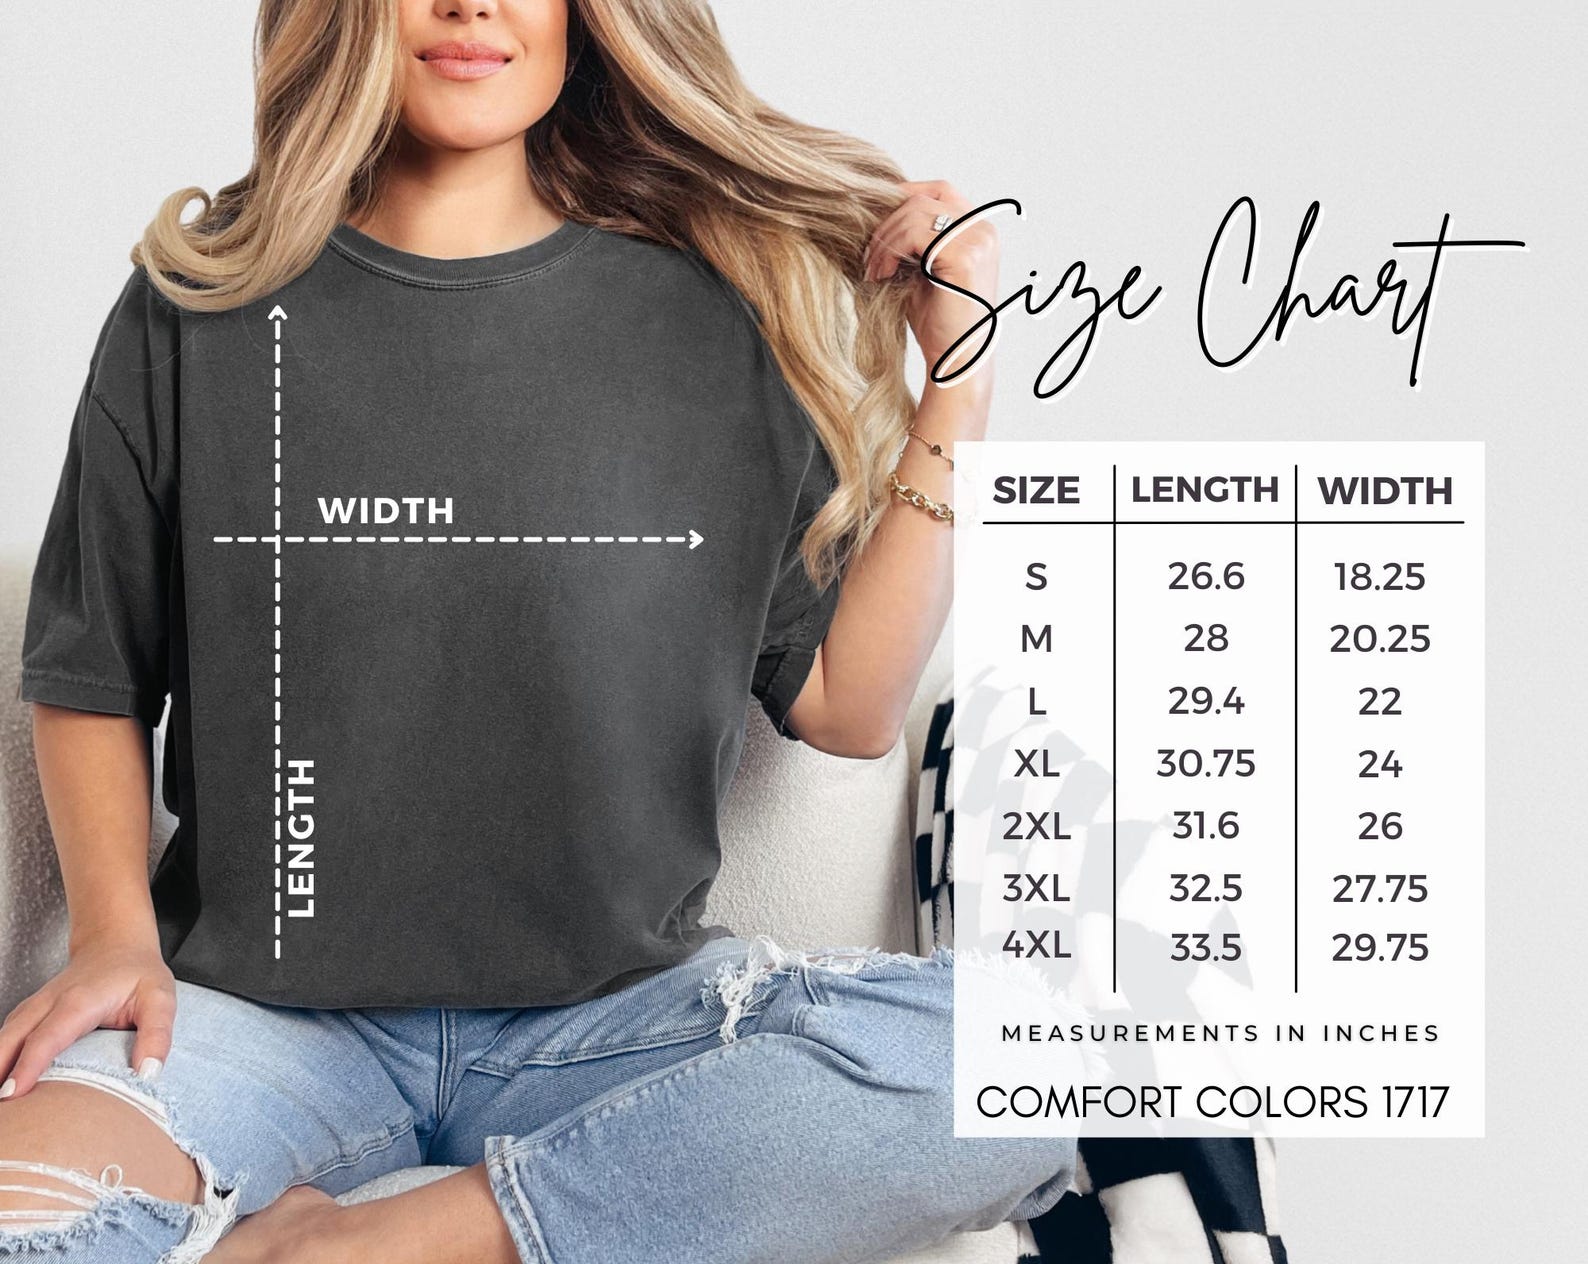 Size Chart
WIDTH
LENGTH
SIZE LENGTH WIDTH
S 26.6 18.25
M 28 20.25
L 29.4 22
XL 30.75 24
2XL 31.6 26
3XL 32.5 27.75
4XL 33.5 29.75
MEASUREMENTS IN INCHES
COMFORT COLORS 1717